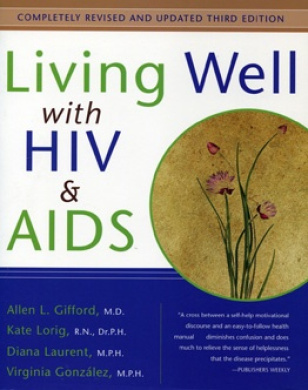 COMPLETELY REVISED AND UPDATED THIRD EDITION
Living Well
with
HIV
&
AIDS
Allen L. Gifford, M.D.
Kate Lorig, R.N., Dr.P.H.
Diana Laurent, M.P.H.
Virginia González, M.P.H.
"A cross between a self-help motivational
discourse and an easy-to-follow health
manual diminishes confusion and does
much to relieve the sense of helplessness
that the disease precipitates."
—PUBLISHERS WEEKLY